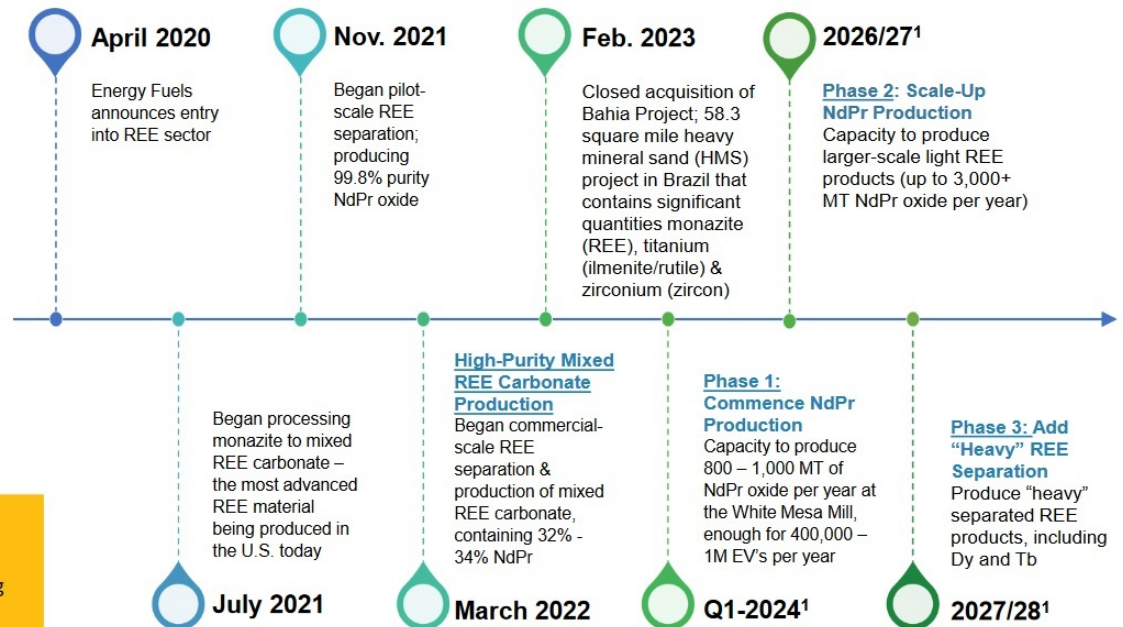 April 2020
Energy Fuels
announces entry
into REE sector
Nov. 2021
Began pilot-
scale REE
separation;
producing
99.8% purity
NdPr oxide
Feb. 2023
Closed acquisition of
Bahia Project; 58.3
square mile heavy
mineral sand (HMS)
project in Brazil that
contains significant
quantities monazite
(REE), titanium
(ilmenite/rutile) &
zirconium (zircon)
2026/27¹
Phase 2: Scale-Up
NdPr Production
Capacity to produce
larger-scale light REE
products (up to 3,000+
MT NdPr oxide per year)
Began processing
monazite to mixed
REE carbonate –
the most advanced
REE material
being produced in
the U.S. today
July 2021
High-Purity Mixed
REE Carbonate
Production
Began commercial-
scale REE
separation &
production of mixed
REE carbonate,
containing 32% -
34% NdPr
March 2022
Phase 1:
Commence NdPr
Production
Capacity to produce
800 – 1,000 MT of
NdPr oxide per year at
the White Mesa Mill,
enough for 400,000 –
1M EV's per year
Q1-2024¹
Phase 3: Add
“Heavy” REE
Separation
Produce “heavy”
separated REE
products, including
Dy and Tb
2027/28¹